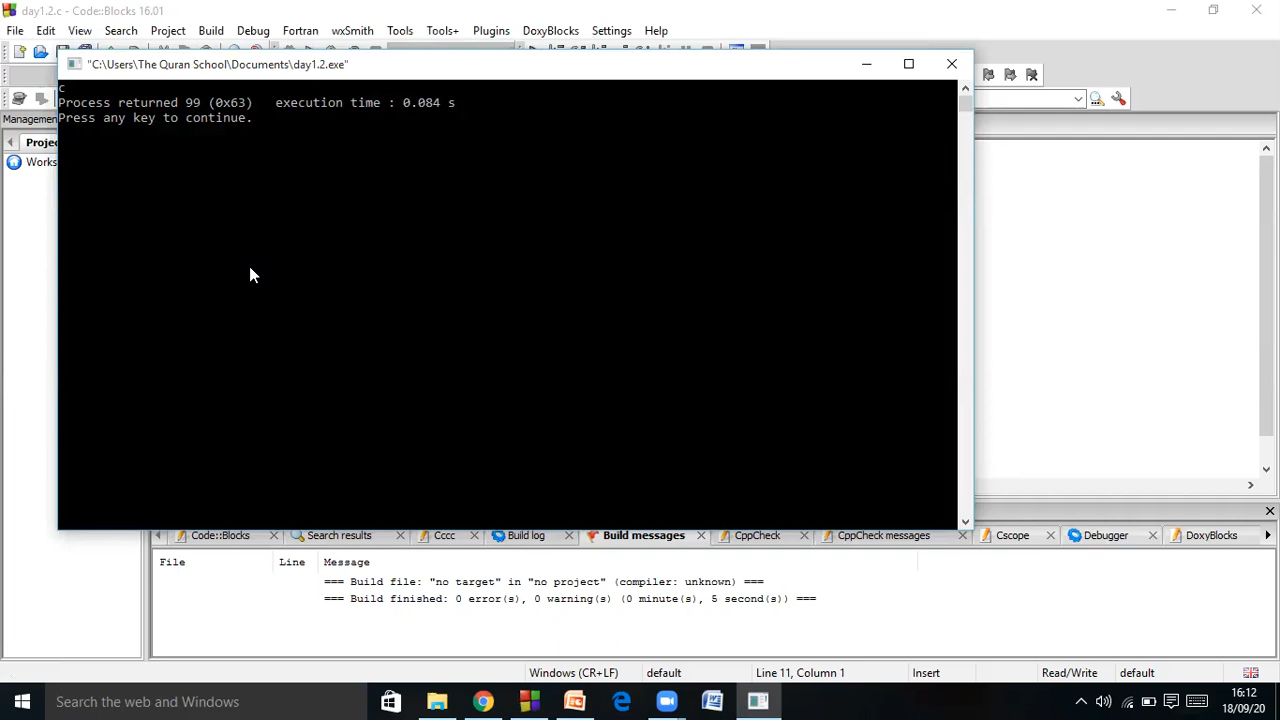 day1.2.c - Code::Blocks 16.01
File Edit View Search Project Build Debug Fortran wxSmith Tools Tools+ Plugins DoxyBlocks Settings Help
"C:\Users\The Quran School\Documents\day1.2.exe"
c
Process returned 99 (0x63)   execution time : 0.084 s
Press any key to continue.
Managemen
Projec
Works
Code::Blocks Search results Cccc Build log Build messages CppCheck CppCheck messages Cscope Debugger DoxyBlocks
File Line Message
=== Build file: "no target" in "no project" (compiler: unknown) ===
=== Build finished: 0 error(s), 0 warning(s) (0 minute(s), 5 second(s)) ===
Windows (CR+LF) default Line 11, Column 1 Insert Read/Write default
Search the web and Windows
16:12
18/09/20